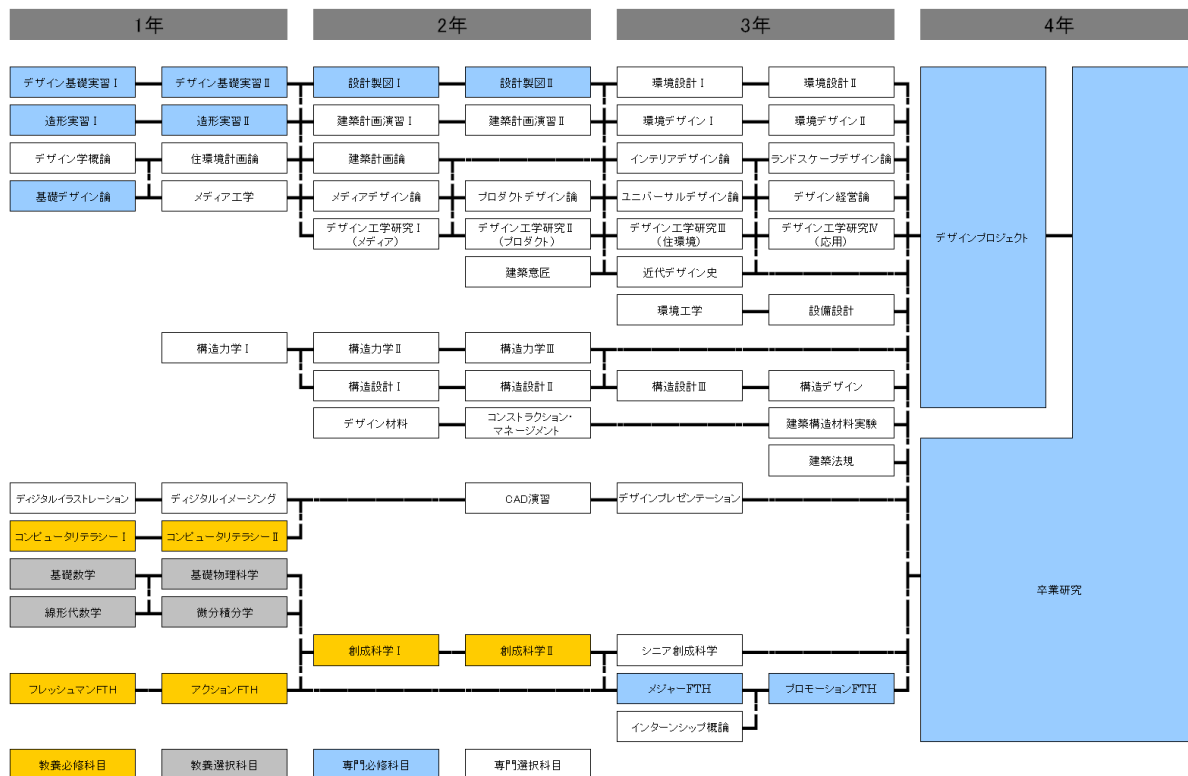 1年
2年
3年
4年
デザイン基礎実習Ⅰ
デザイン基礎実習Ⅱ
設計製図Ⅰ
設計製図Ⅱ
環境設計Ⅰ
環境設計Ⅱ
造形実習Ⅰ
造形実習Ⅱ
建築計画演習Ⅰ
建築計画演習Ⅱ
環境デザインⅠ
環境デザインⅡ
デザイン学概論
住環境計画論
建築計画論
インテリアデザイン論
ランドスケープデザイン論
基礎デザイン論
メディア工学
メディアデザイン論
プロダクトデザイン論
ユニバーサルデザイン論
デザイン経営論
デザイン工学研究Ⅰ
(メディア)
デザイン工学研究Ⅱ
(プロダクト)
デザイン工学研究Ⅲ
(住環境)
デザイン工学研究Ⅳ
(応用)
デザインプロジェクト
建築意匠
近代デザイン史
環境工学
設備設計
構造力学Ⅰ
構造力学Ⅱ
構造力学Ⅲ
構造設計Ⅰ
構造設計Ⅱ
構造設計Ⅲ
構造デザイン
デザイン材料
コンストラクション・
マネージメント
建築構造材料実験
建築法規
ディジタルイラストレーション
ディジタルイメージング
CAD演習
デザインプレゼンテーション
コンピュータリテラシーⅠ
コンピュータリテラシーⅡ
基礎数学
基礎物理科学
卒業研究
線形代数学
微分積分学
創成科学Ⅰ
創成科学Ⅱ
シニア創成科学
フレッシュマンFTH
アクションFTH
メジャーFTH
プロモーションFTH
インターンシップ概論
教養必修科目
教養選択科目
専門必修科目
専門選択科目